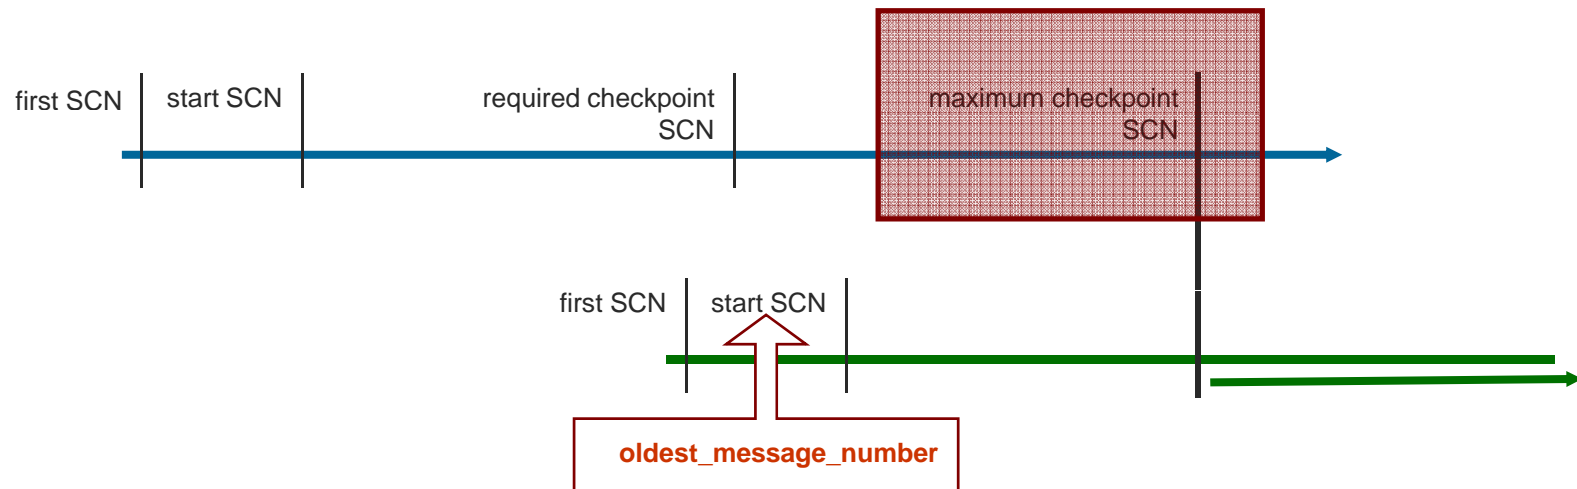 first SCN
start SCN
required checkpoint
SCN
maximum checkpoint
SCN
first SCN
start SCN
oldest_message_number